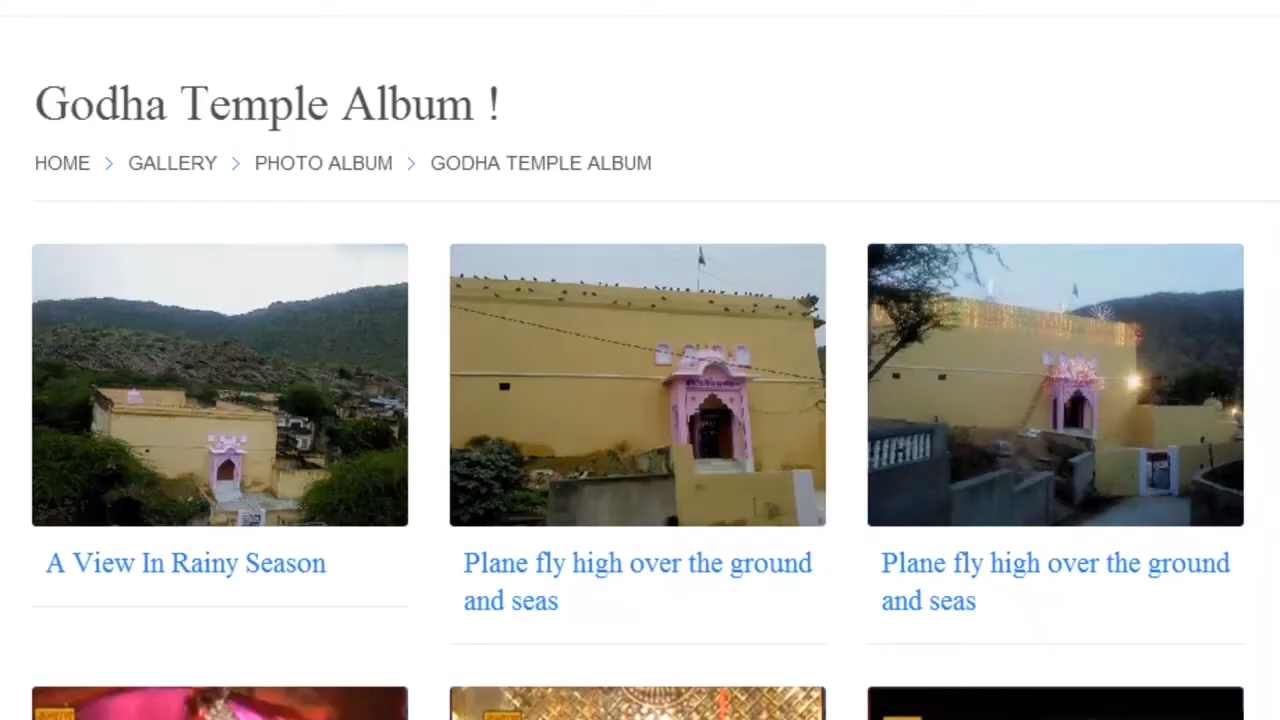 Godha Temple Album !
HOME > GALLERY > PHOTO ALBUM > GODHA TEMPLE ALBUM
A View In Rainy Season
Plane fly high over the ground
and seas
Plane fly high over the ground
and seas